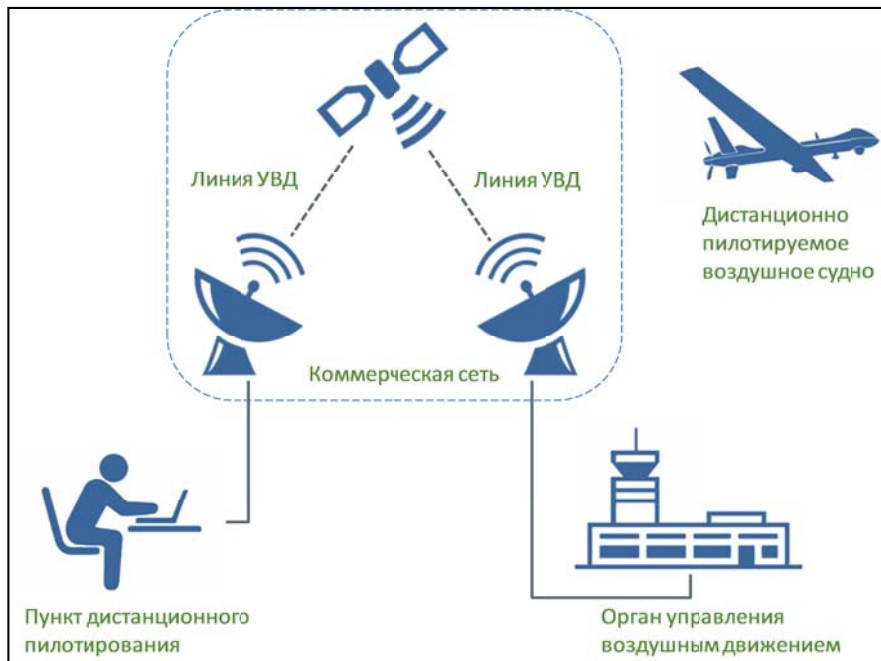 Линия УВД
Линия УВД
Дистанционно
пилотируемое
воздушное судно
Коммерческая сеть
Пункт дистанционного
пилотирования
Орган управления
воздушным движением